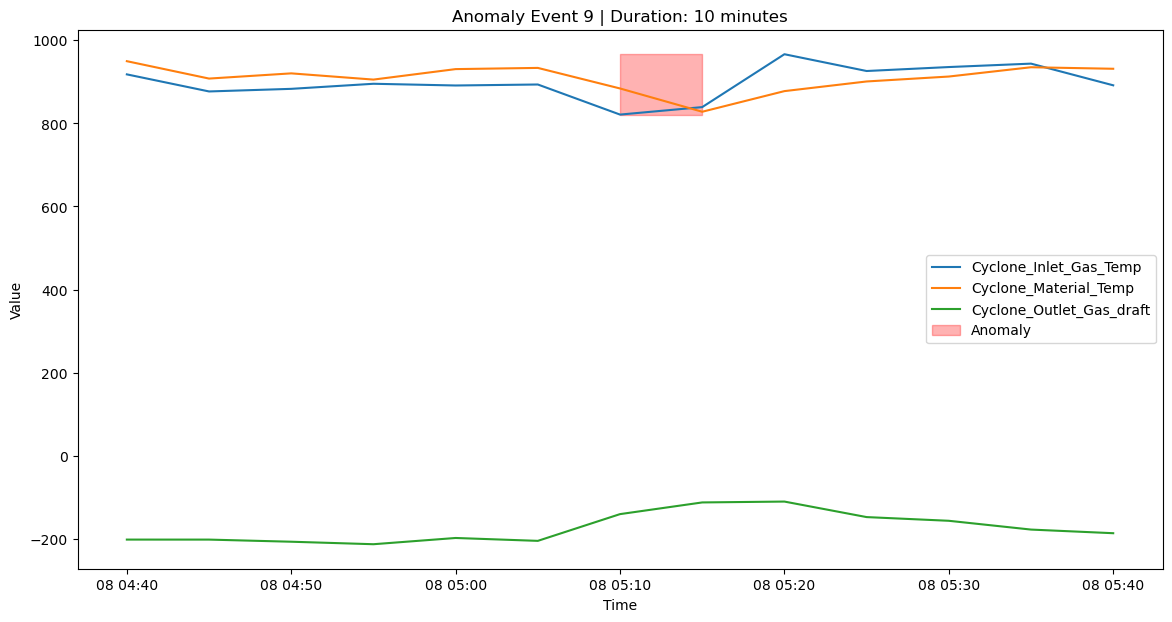 Anomaly Event 9 | Duration: 10 minutes
1000
800
600
400
200
0
−200
Value
Cyclone_Inlet_Gas_Temp
Cyclone_Material_Temp
Cyclone_Outlet_Gas_draft
Anomaly
08 04:40 08 04:50 08 05:00 08 05:10 08 05:20 08 05:30 08 05:40
Time